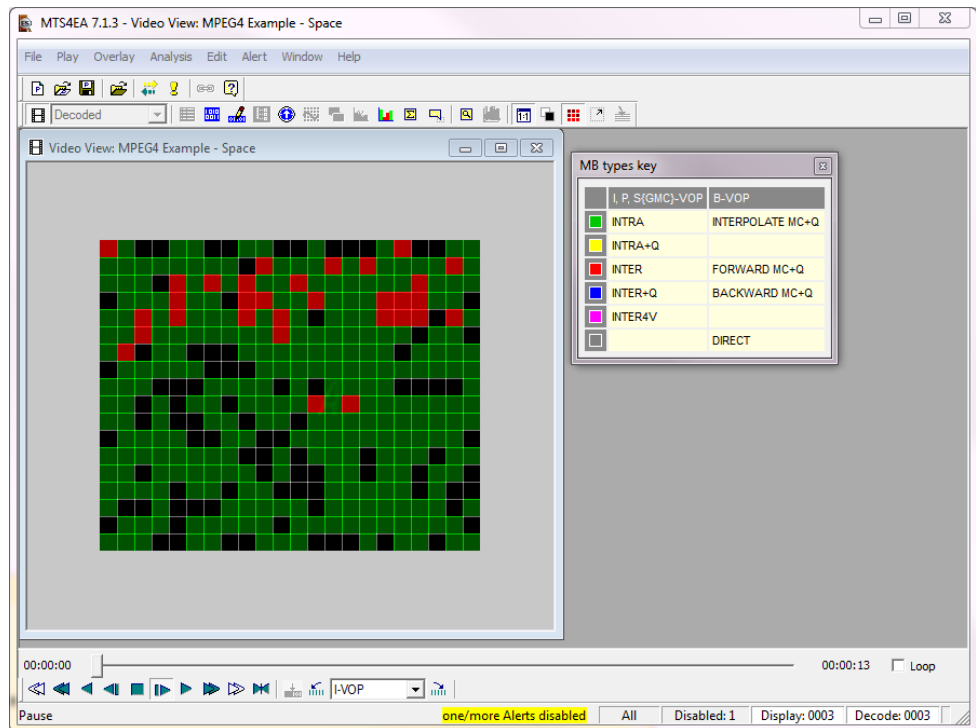 MTS4EA 7.1.3 - Video View: MPEG4 Example - Space
File Play Overlay Analysis Edit Alert Window Help
Decoded
1:1
Video View: MPEG4 Example - Space
MB types key
I, P, S{GMC}-VOP B-VOP
INTRA INTERPOLATE MC+Q
INTRA+Q
INTER FORWARD MC+Q
INTER+Q BACKWARD MC+Q
INTER4V
DIRECT
00:00:00 00:00:13 Loop
I-VOP
Pause one/more Alerts disabled All Disabled: 1 Display: 0003 Decode: 0003